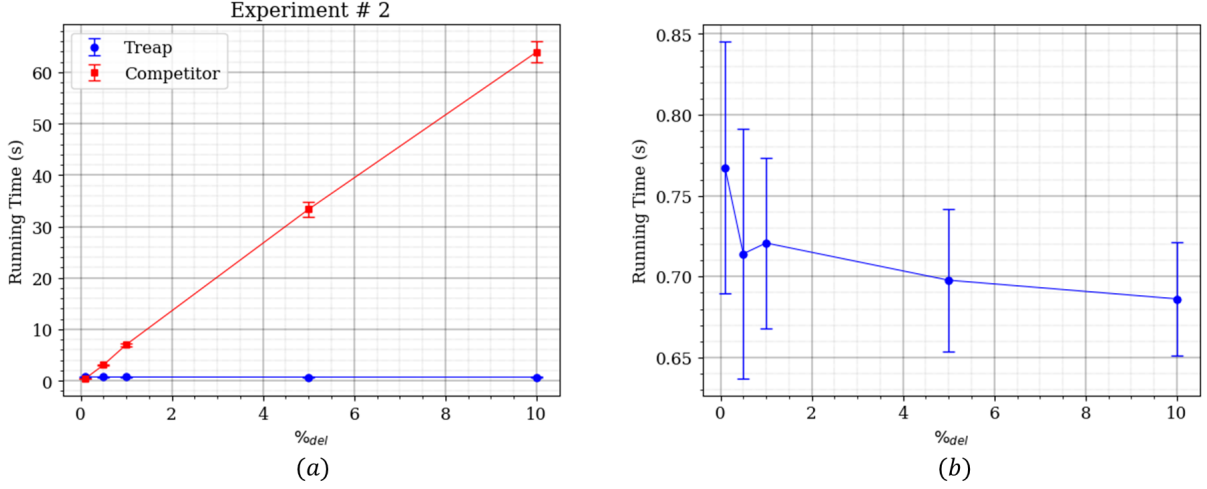 Experiment # 2
Treap
Competitor
Running Time (s)
60
50
40
30
20
10
0
0 2 4 6 8 10
%del
(a)
Running Time (s)
0.85
0.80
0.75
0.70
0.65
0 2 4 6 8 10
%del
(b)